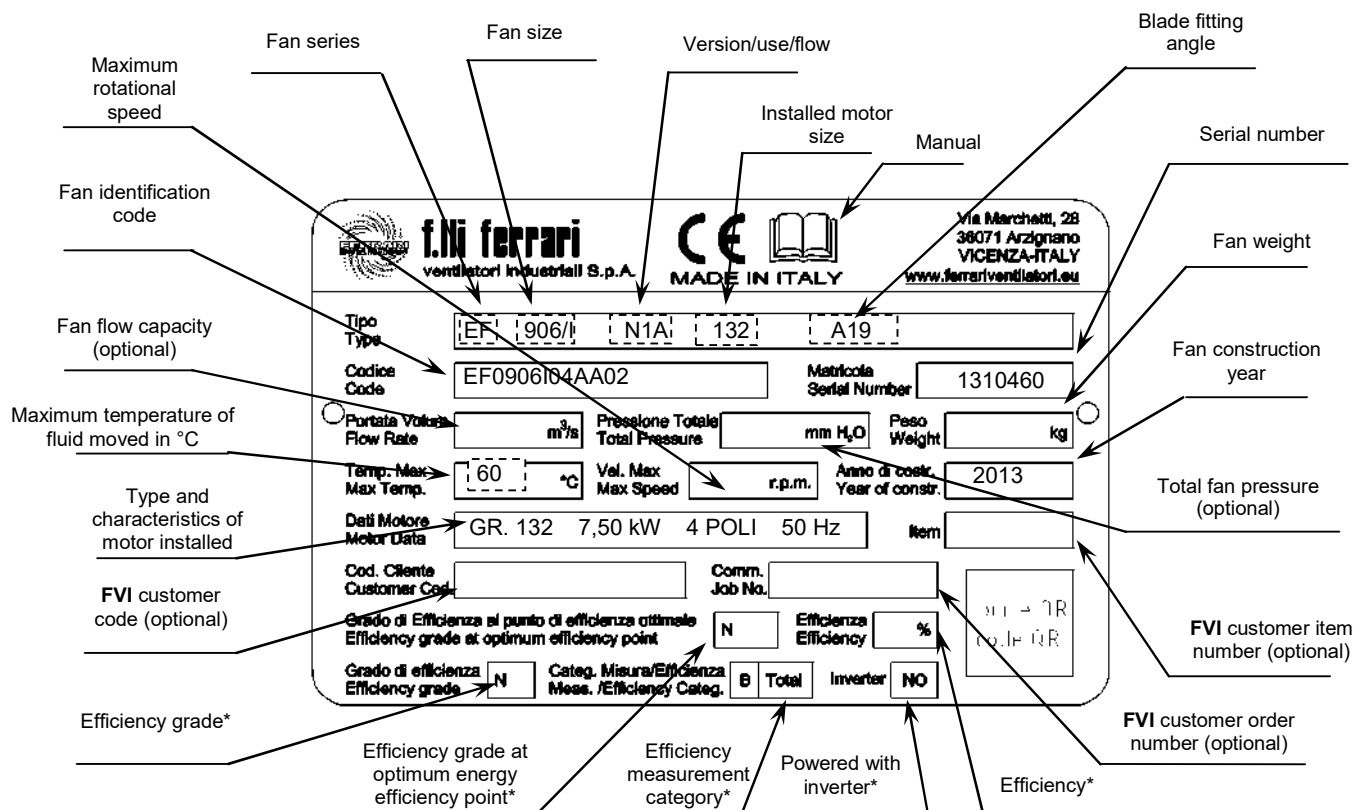 Fan series
Fan size
Version/use/flow
Blade fitting
angle
Maximum
rotational
speed
Installed motor
size
Manual
Serial number
Fan identification
code
Fan weight
FERRARI
f.lli ferrari
ventilatori industriali S.p.A.
CE
MADE IN ITALY
Via Marchetti, 28
36071 Arzignano
VICENZA-ITALY
www.ferrariventilatori.eu
Fan flow capacity
(optional)
Fan construction
year
Maximum temperature of
fluid moved in °C
Type and
characteristics of
motor installed
Total fan pressure
(optional)
FVI customer
code (optional)
FVI customer item
number (optional)
Tipo
Type
EF 906/I N1A 132 A19
Codice
Code
EF0906I04AA02
Matricola
Serial Number
1310460
Portata Volume
Flow Rate
m³/s
Pressione Totale
Total Pressure
mm H₂O
Peso
Weight
kg
Temp. Max
Max Temp.
60 °C
Vel. Max
Max Speed
r.p.m.
Anno di costr.
Year of constr.
2013
Dati Motore
Motor Data
GR. 132 7,50 kW 4 POLI 50 Hz
Item
Cod. Cliente
Customer Cod.
Comm.
Job No.
Grado di Efficienza al punto di efficienza ottimale
Efficiency grade at optimum efficiency point
N
Efficienza
Efficiency
%
code QR
Grado di efficienza
Efficiency grade
N
Categ. Misura/Efficienza
Meas. /Efficiency Categ.
B Total
Inverter
NO
Efficiency grade*
Efficiency grade at
optimum energy
efficiency point*
Efficiency
measurement
category*
Powered with
inverter*
Efficiency*
FVI customer order
number (optional)